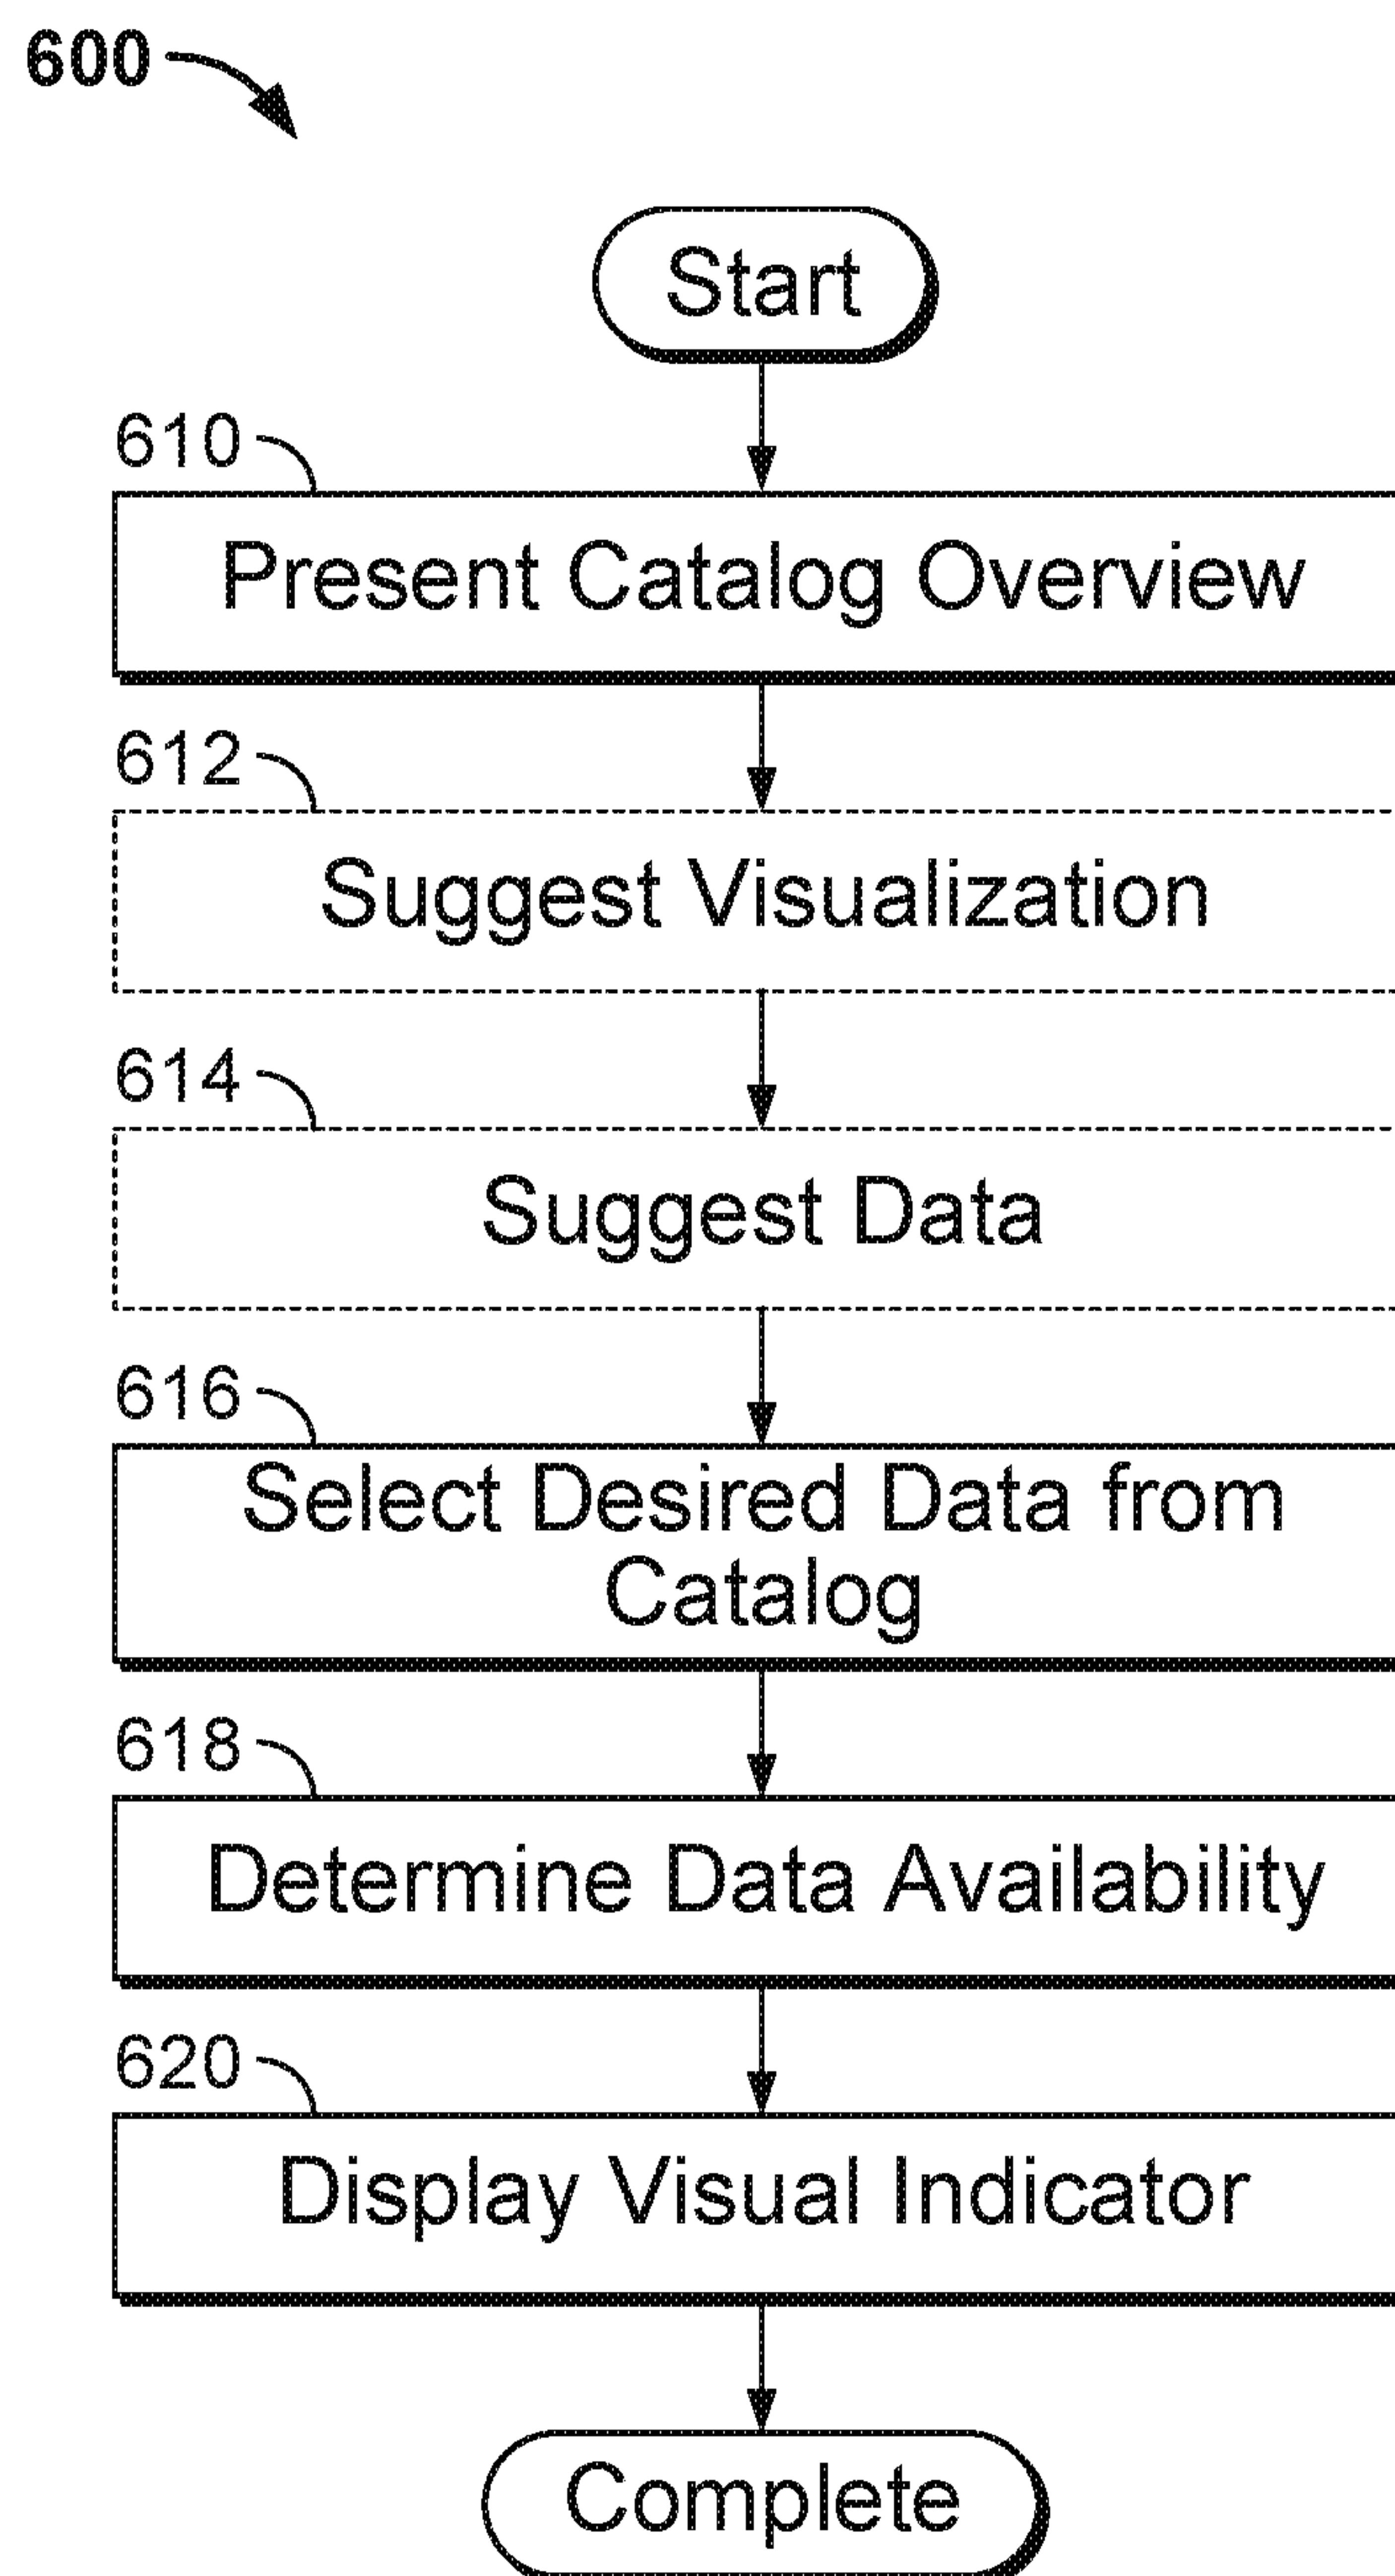 600
Start
610
Present Catalog Overview
612
Suggest Visualization
614
Suggest Data
616
Select Desired Data from
Catalog
618
Determine Data Availability
620
Display Visual Indicator
Complete